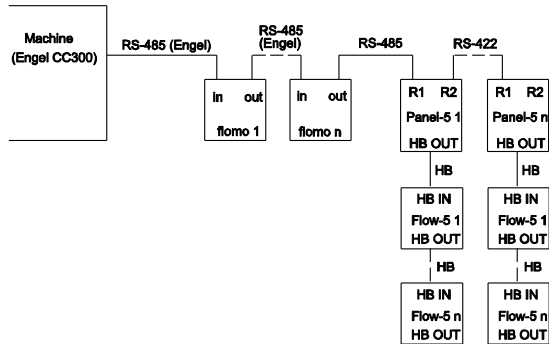 Machine
(Engel CC300)
RS-485 (Engel)
RS-485
(Engel)
RS-485
RS-422
in out
flomo 1
in out
flomo n
R1 R2
Panel-5 1
HB OUT
R1 R2
Panel-5 n
HB OUT
HB
HB
HB IN
Flow-5 1
HB OUT
HB IN
Flow-5 1
HB OUT
HB
HB
HB IN
Flow-5 n
HB OUT
HB IN
Flow-5 n
HB OUT